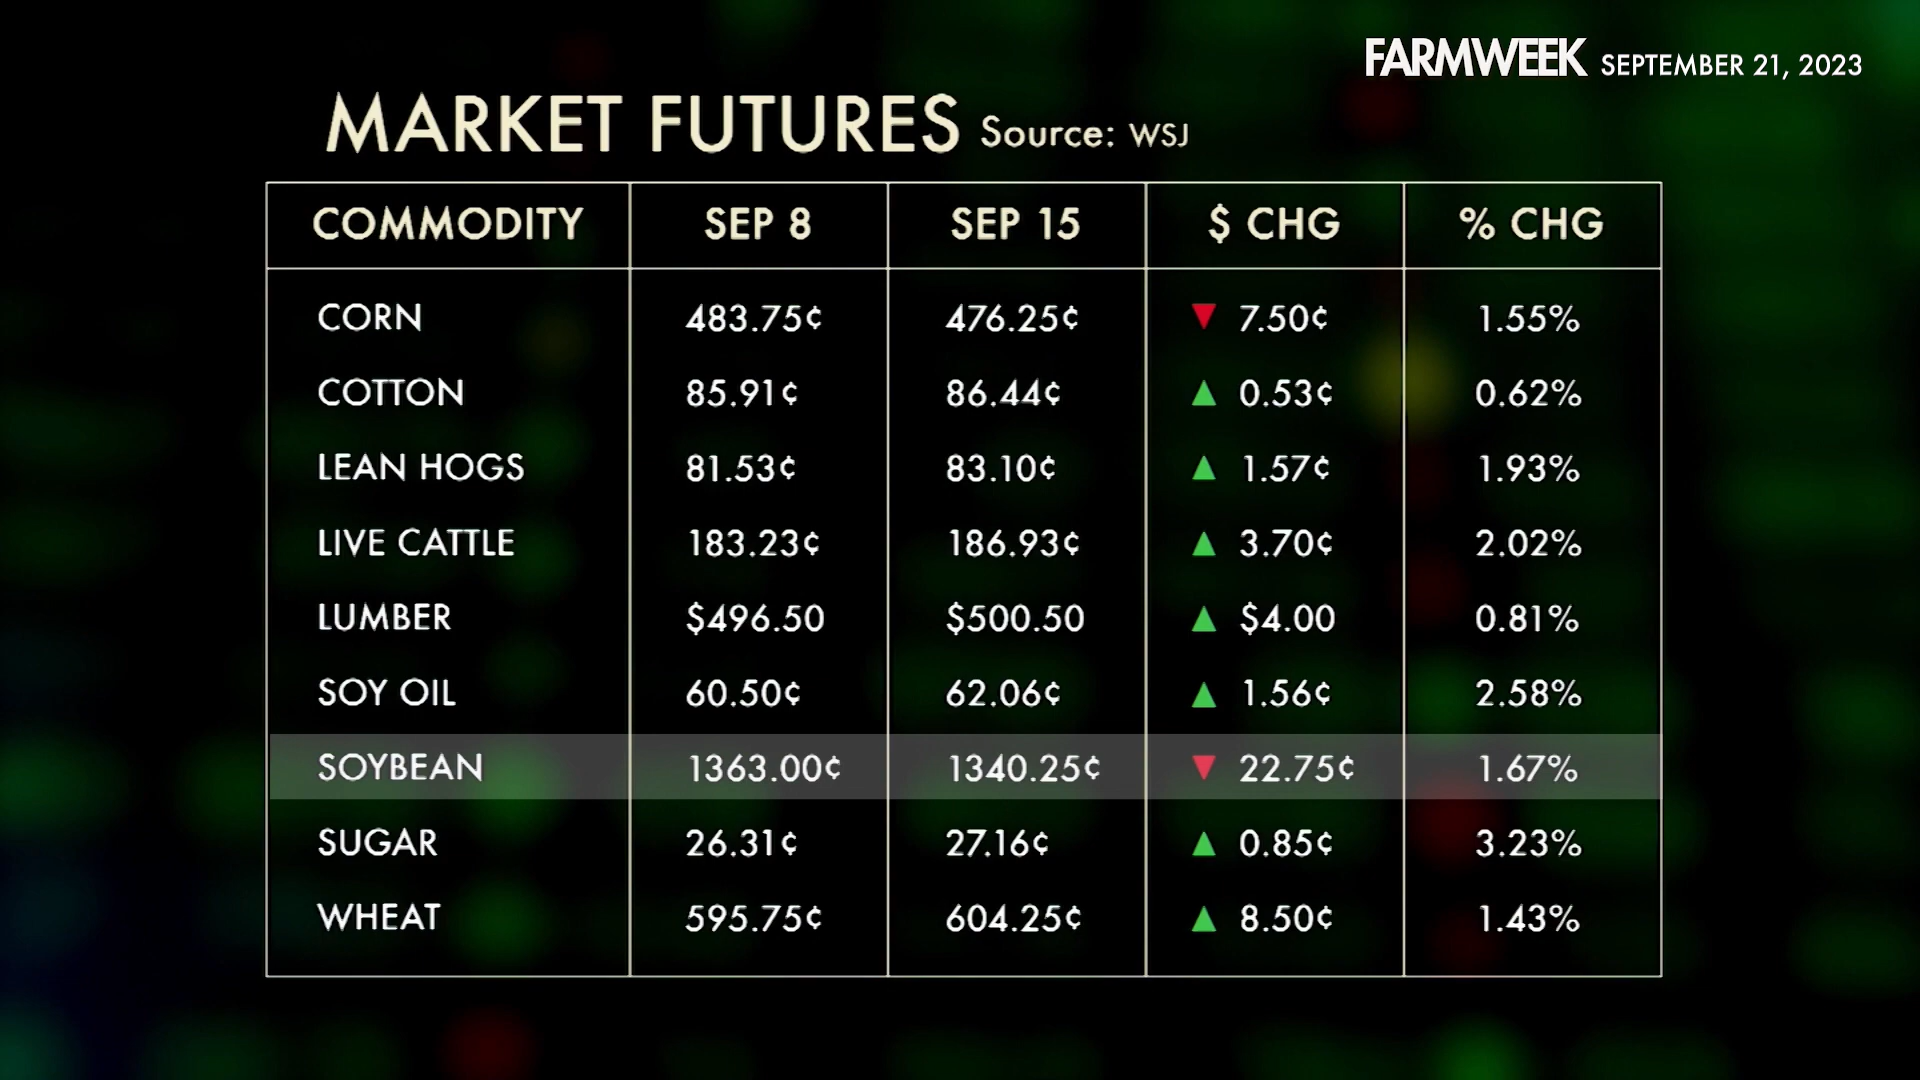 FARMWEEK SEPTEMBER 21, 2023
MARKET FUTURES Source: WSJ
COMMODITY SEP 8 SEP 15 $ CHG % CHG
CORN 483.75¢ 476.25¢ ▼ 7.50¢ 1.55%
COTTON 85.91¢ 86.44¢ ▲ 0.53¢ 0.62%
LEAN HOGS 81.53¢ 83.10¢ ▲ 1.57¢ 1.93%
LIVE CATTLE 183.23¢ 186.93¢ ▲ 3.70¢ 2.02%
LUMBER $496.50 $500.50 ▲ $4.00 0.81%
SOY OIL 60.50¢ 62.06¢ ▲ 1.56¢ 2.58%
SOYBEAN 1363.00¢ 1340.25¢ ▼ 22.75¢ 1.67%
SUGAR 26.31¢ 27.16¢ ▲ 0.85¢ 3.23%
WHEAT 595.75¢ 604.25¢ ▲ 8.50¢ 1.43%